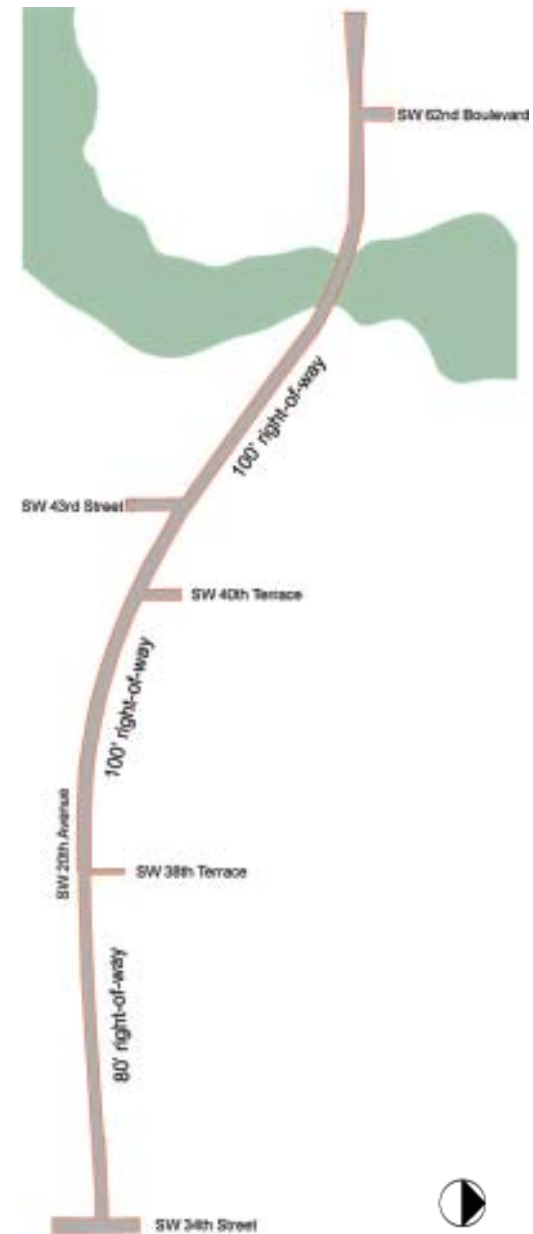 SW 62nd Boulevard
100' right-of-way
SW 43rd Street
SW 40th Terrace
100' right-of-way
SW 20th Avenue
SW 38th Terrace
80' right-of-way
SW 34th Street